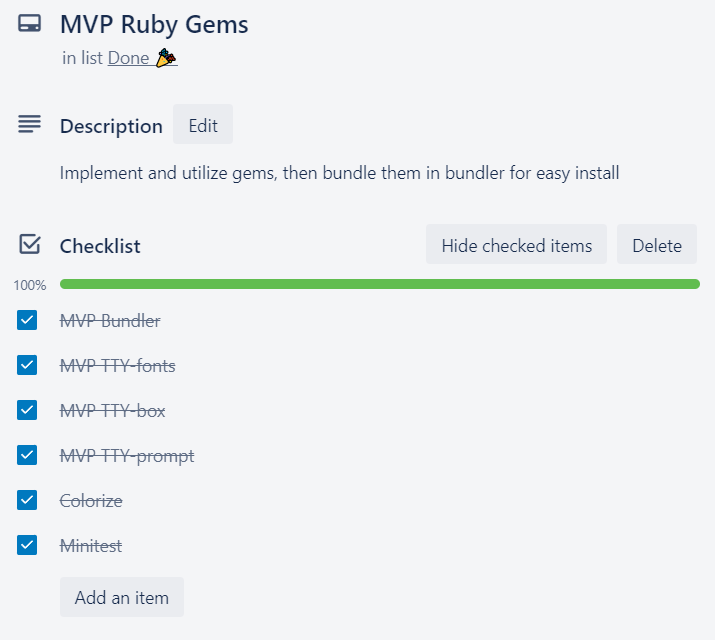 MVP Ruby Gems
in list Done 🎉
Description Edit
Implement and utilize gems, then bundle them in bundler for easy install
Checklist Hide checked items Delete
100%
MVP Bundler
MVP TTY-fonts
MVP TTY-box
MVP TTY-prompt
Colorize
Minitest
Add an item